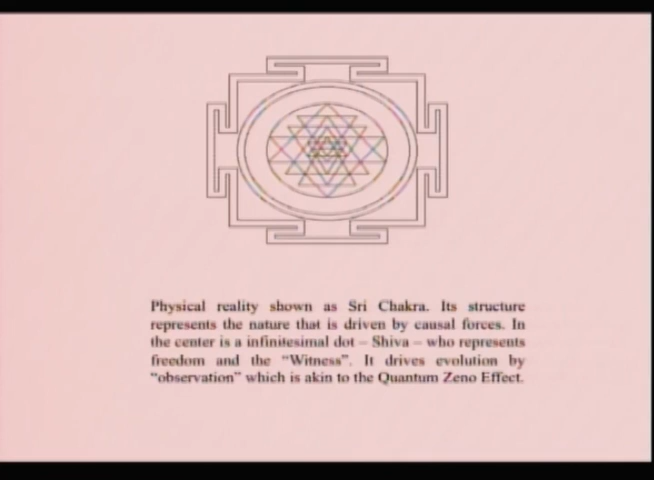 Physical reality shown as Sri Chakra. Its structure
represents the nature that is driven by causal forces. In
the center is a infinitesimal dot – Shiva – who represents
freedom and the “Witness”. It drives evolution by
“observation” which is akin to the Quantum Zeno Effect.